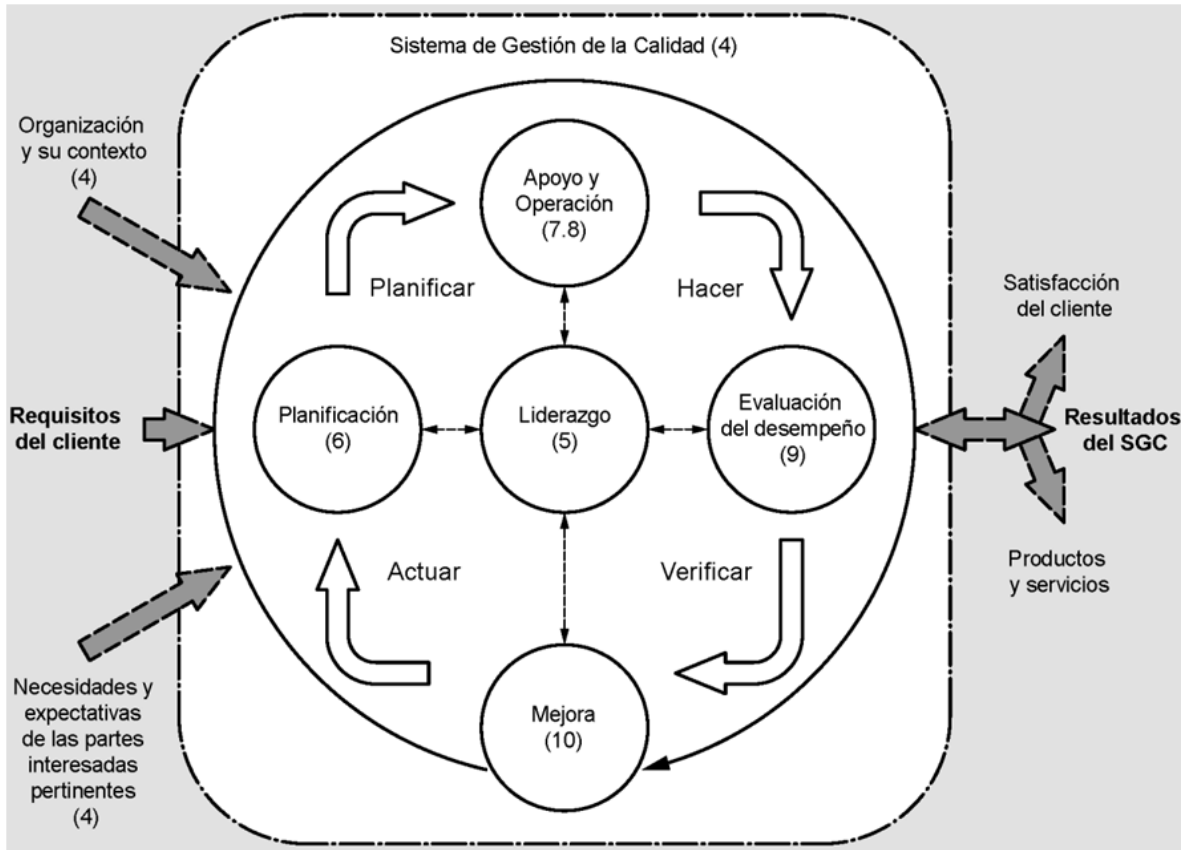 Sistema de Gestión de la Calidad (4)
Organización
y su contexto
(4)
Apoyo y
Operación
(7.8)
Planificar
Hacer
Satisfacción
del cliente
Requisitos
del cliente
Planificación
(6)
Liderazgo
(5)
Evaluación
del desempeño
(9)
Resultados
del SGC
Actuar
Verificar
Productos
y servicios
Necesidades y
expectativas
de las partes
interesadas
pertinentes
(4)
Mejora
(10)